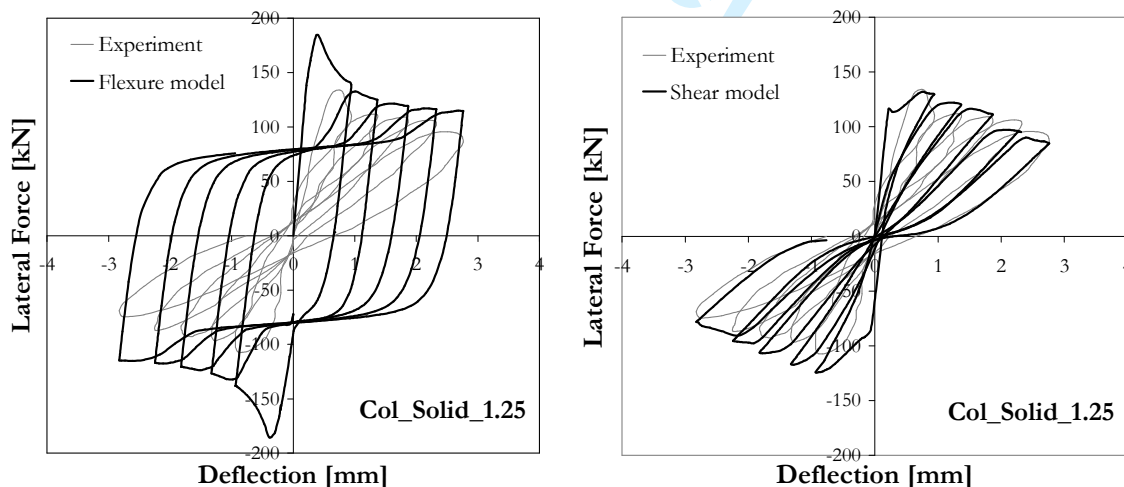 200
Experiment
Flexure model
150
100
50
0
-4 -3 -2 -1 0 1 2 3 4
-50
-100
-150
-200
Lateral Force [kN]
Deflection [mm]
Col_Solid_1.25
200
Experiment
Shear model
150
100
50
0
-4 -3 -2 -1 0 1 2 3 4
-50
-100
-150
-200
Lateral Force [kN]
Deflection [mm]
Col_Solid_1.25